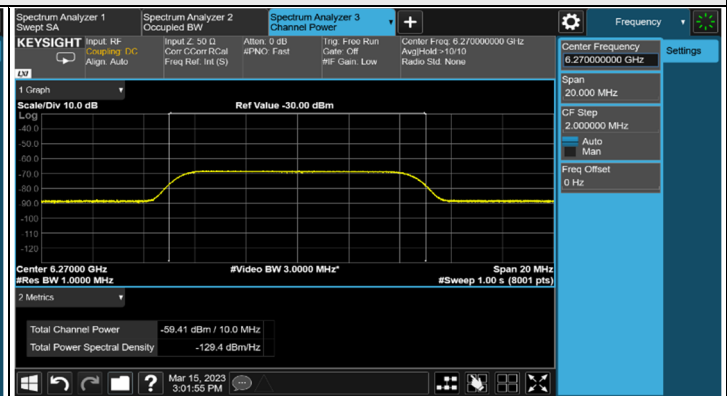 Spectrum Analyzer 1
Swept SA
Spectrum Analyzer 2
Occupied BW
Spectrum Analyzer 3
Channel Power
Frequency
KEYSIGHT
Input: RF
Coupling: DC
Align: Auto
Input Z: 50 Ω
Corr CCorr RCal
Freq Ref: Int (S)
Atten: 0 dB
#PNO: Fast
Trig: Free Run
Gate: Off
#IF Gain: Low
Center Freq: 6.270000000 GHz
Avg|Hold:>10/10
Radio Std: None
LXI
Center Frequency
6.270000000 GHz
Settings
Span
20.000 MHz
CF Step
2.000000 MHz
Auto
Man
Freq Offset
0 Hz
1 Graph
Scale/Div 10.0 dB
Ref Value -30.00 dBm
Log
-40.0
-50.0
-60.0
-70.0
-80.0
-90.0
-100
-110
-120
Center 6.27000 GHz
#Video BW 3.0000 MHz*
Span 20 MHz
#Res BW 1.0000 MHz
#Sweep 1.00 s (8001 pts)
2 Metrics
Total Channel Power
-59.41 dBm / 10.0 MHz
Total Power Spectral Density
-129.4 dBm/Hz
?
Mar 15, 2023
3:01:55 PM